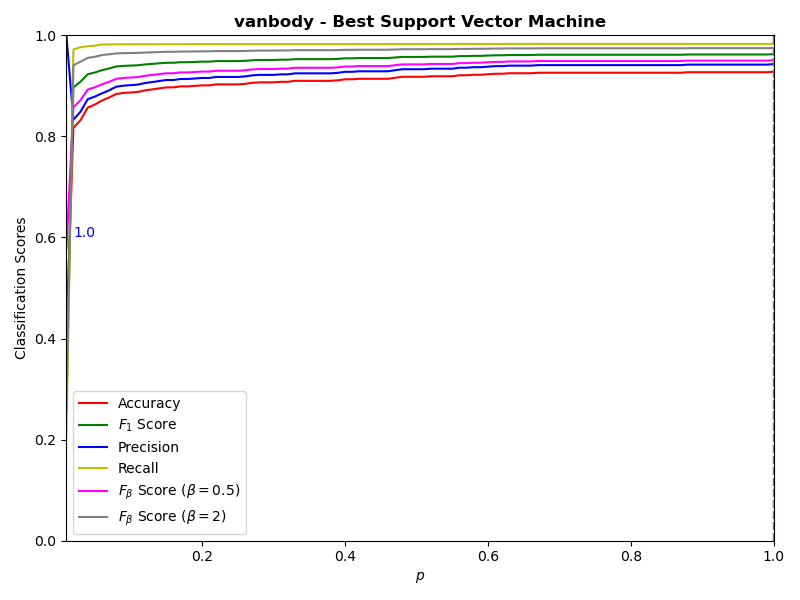 vanbody - Best Support Vector Machine
1.0
0.8
0.6
0.4
0.2
0.0
Classification Scores
1.0
Accuracy
F₁ Score
Precision
Recall
Fᵦ Score (β = 0.5)
Fᵦ Score (β = 2)
0.2 0.4 0.6 0.8 1.0
p